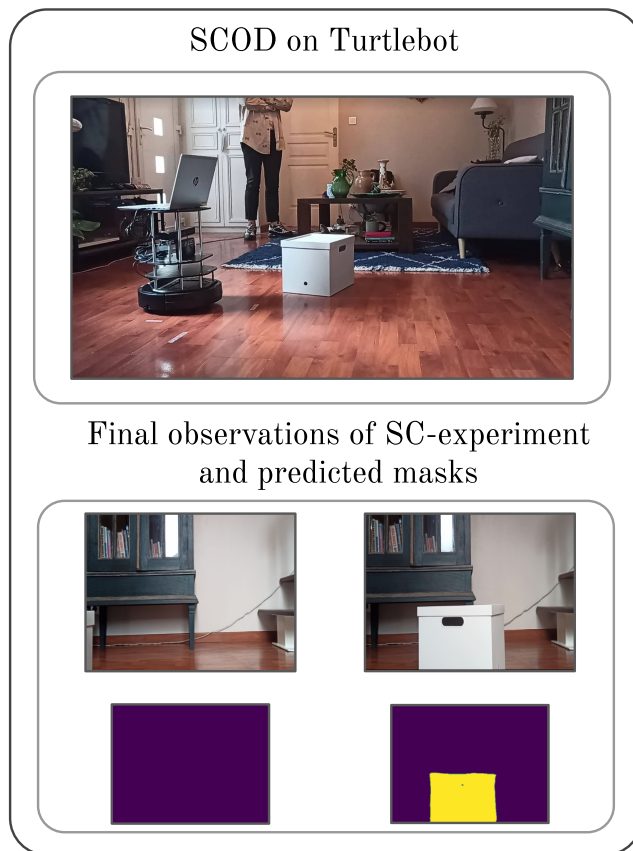 SCOD on Turtlebot
Final observations of SC-experiment
and predicted masks